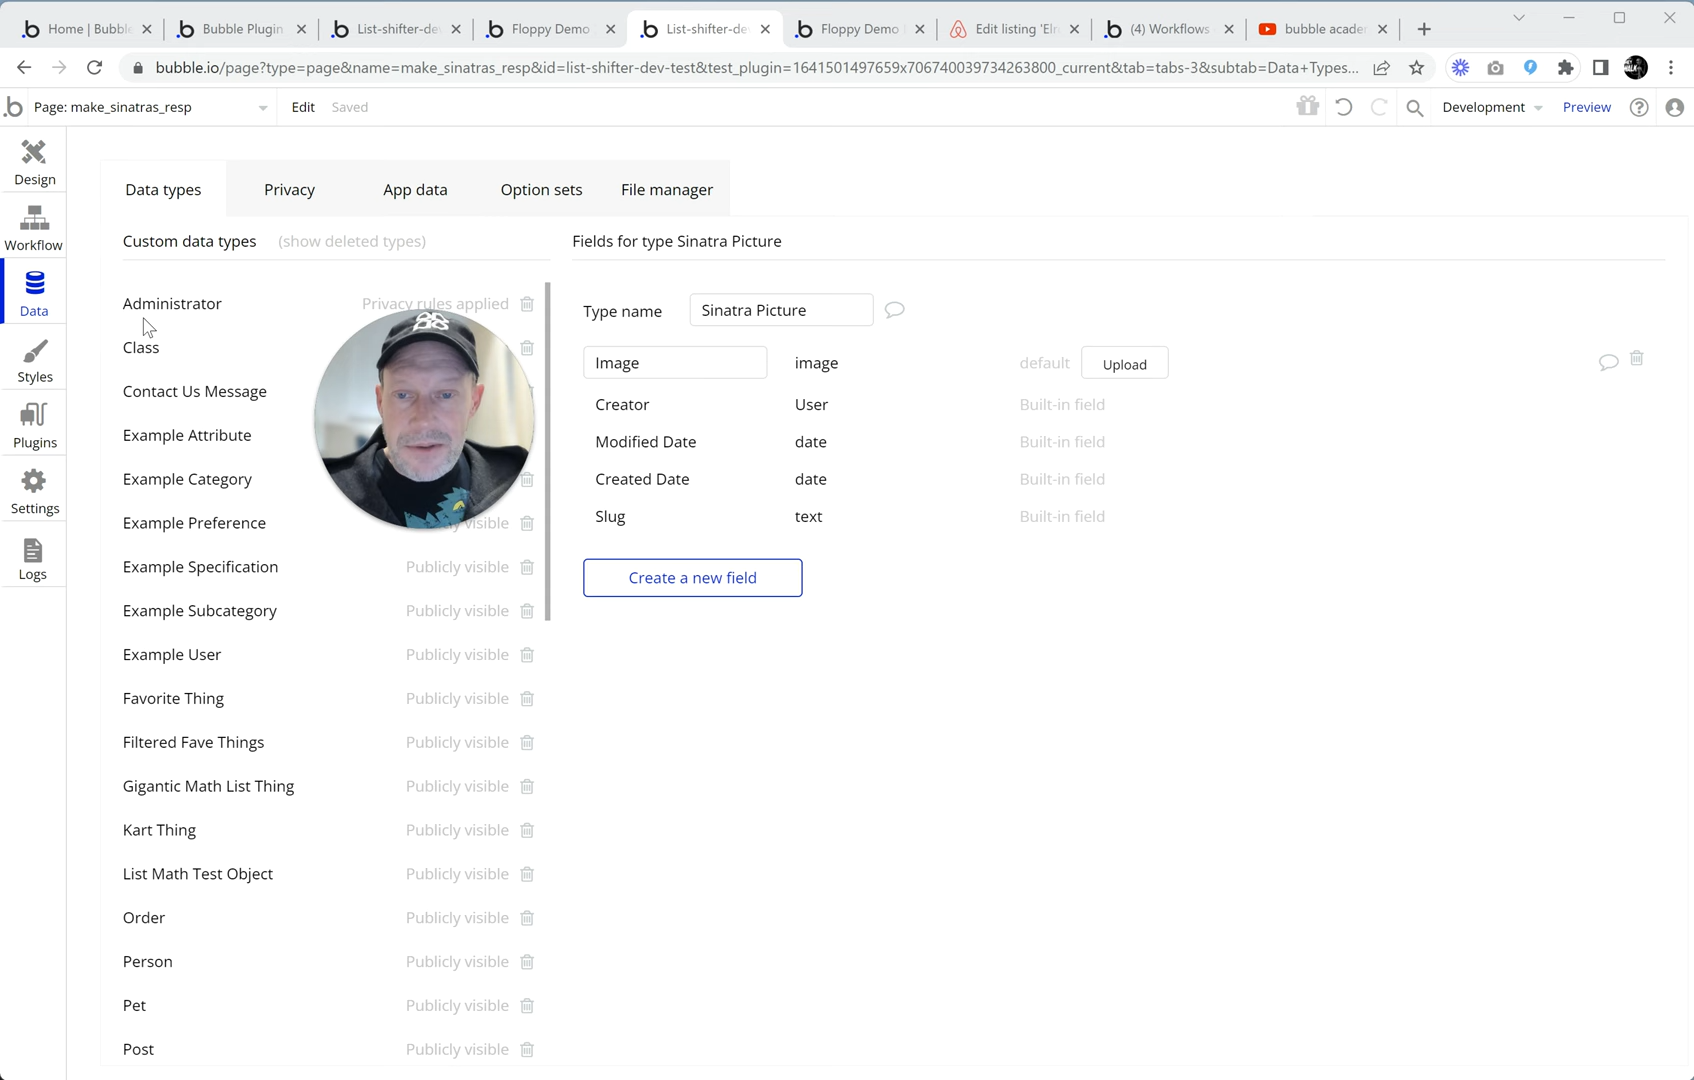 Home | Bubble
Bubble Plugin
List-shifter-de
Floppy Demo
List-shifter-de
Floppy Demo
Edit listing 'Elr
(4) Workflows
bubble acader
bubble.io/page?type=page&name=make_sinatras_resp&id=list-shifter-dev-test&test_plugin=1641501497659x706740039734263800_current&tab=tabs-3&subtab=Data+Types...
Page: make_sinatras_resp
Edit
Saved
Development
Preview
Design
Workflow
Data
Styles
Plugins
Settings
Logs
Data types
Privacy
App data
Option sets
File manager
Custom data types
(show deleted types)
Administrator
Privacy rules applied
Class
Contact Us Message
Example Attribute
Example Category
Example Preference
visible
Example Specification
Publicly visible
Example Subcategory
Publicly visible
Example User
Publicly visible
Favorite Thing
Publicly visible
Filtered Fave Things
Publicly visible
Gigantic Math List Thing
Publicly visible
Kart Thing
Publicly visible
List Math Test Object
Publicly visible
Order
Publicly visible
Person
Publicly visible
Pet
Publicly visible
Post
Publicly visible
Fields for type Sinatra Picture
Type name
Sinatra Picture
Image
image
default
Upload
Creator
User
Built-in field
Modified Date
date
Built-in field
Created Date
date
Built-in field
Slug
text
Built-in field
Create a new field